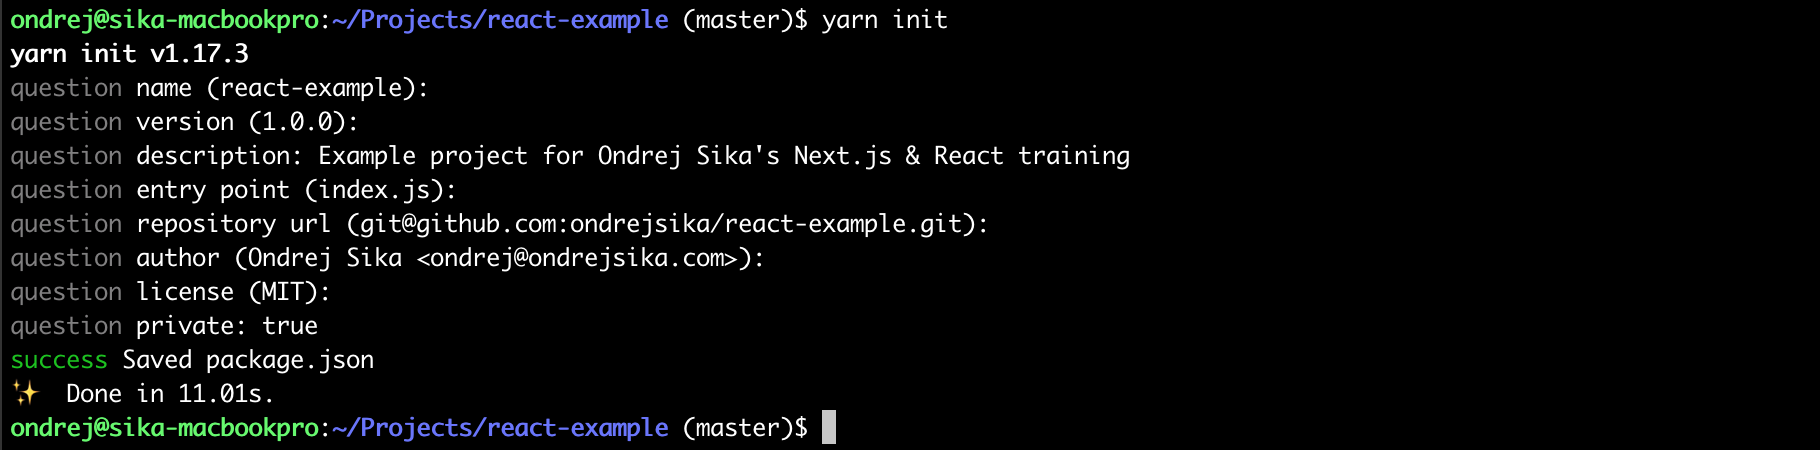 ondrej@sika-macbookpro:~/Projects/react-example (master)$ yarn init
yarn init v1.17.3
question name (react-example):
question version (1.0.0):
question description: Example project for Ondrej Sika's Next.js & React training
question entry point (index.js):
question repository url (git@github.com:ondrejsika/react-example.git):
question author (Ondrej Sika <ondrej@ondrejsika.com>):
question license (MIT):
question private: true
success Saved package.json
✨ Done in 11.01s.
ondrej@sika-macbookpro:~/Projects/react-example (master)$